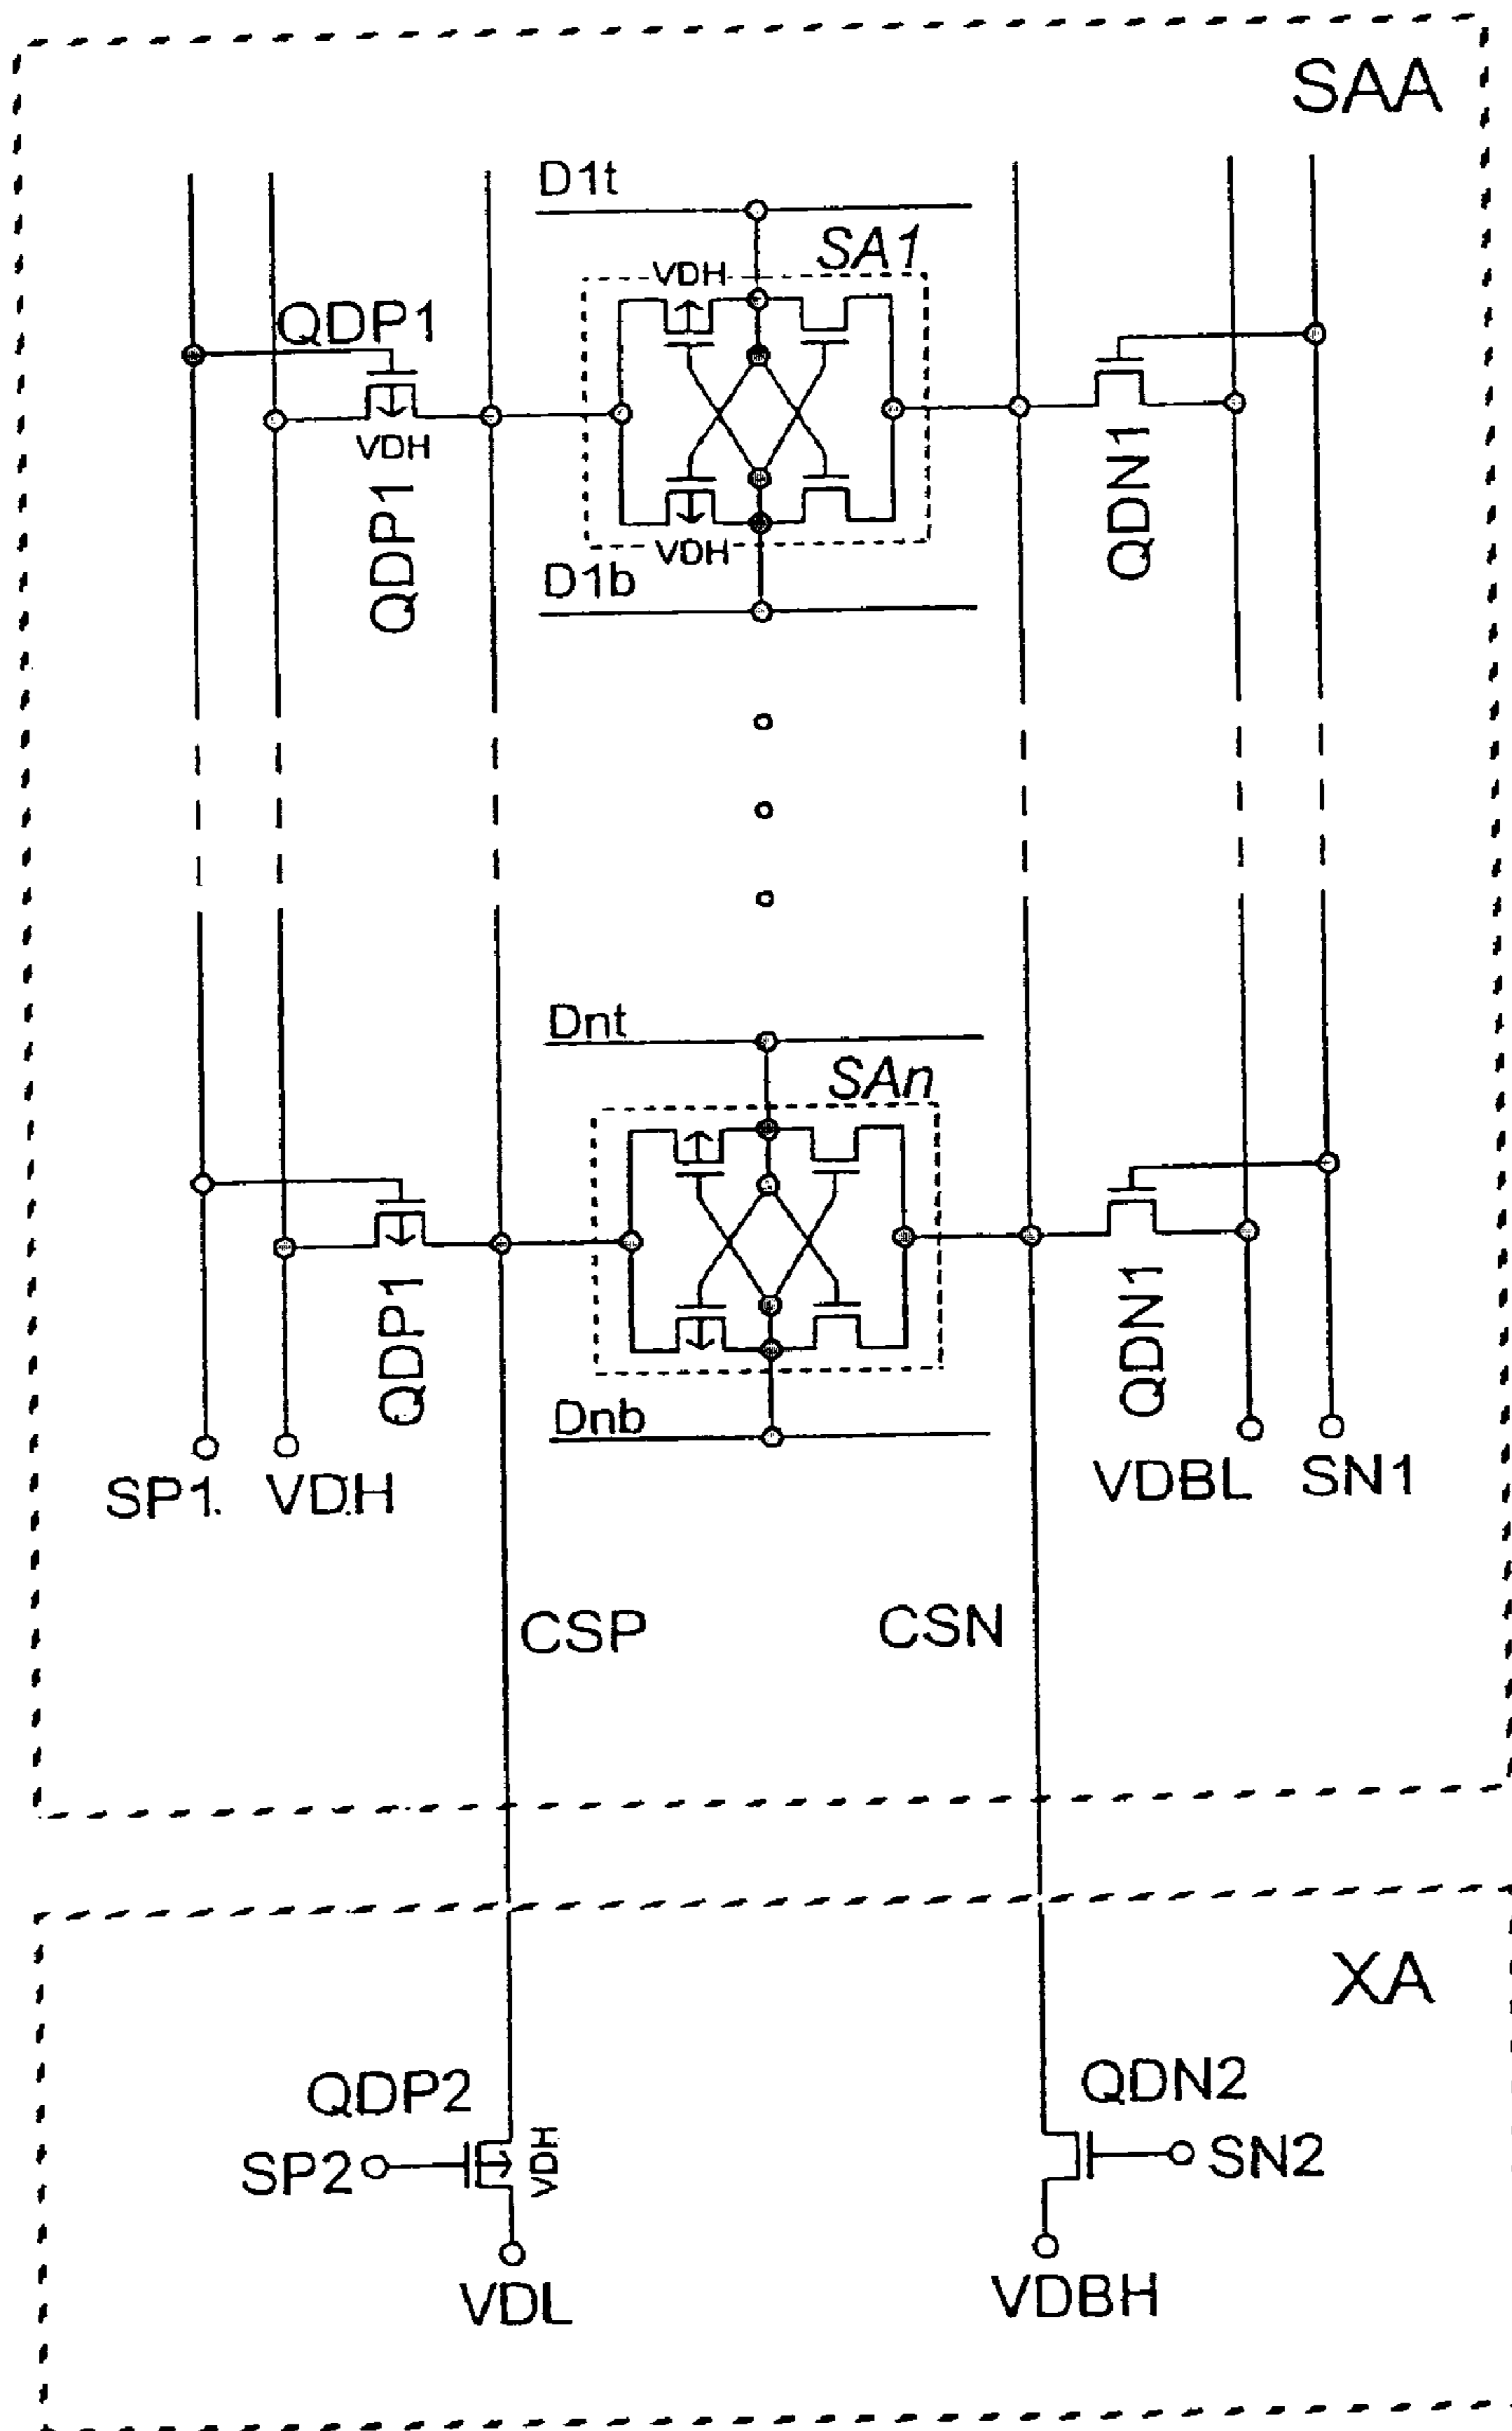 SAA
D1t
SA1
VDH
QDP1
VDH
QDP1
QDN1
VDH
D1b
Dnt
SAn
QDP1
QDN1
Dnb
SP1. VD.H
VDBL SN1
CSP
CSN
XA
QDP2
QDN2
SP2
VDH
SN2
VDL
VDBH